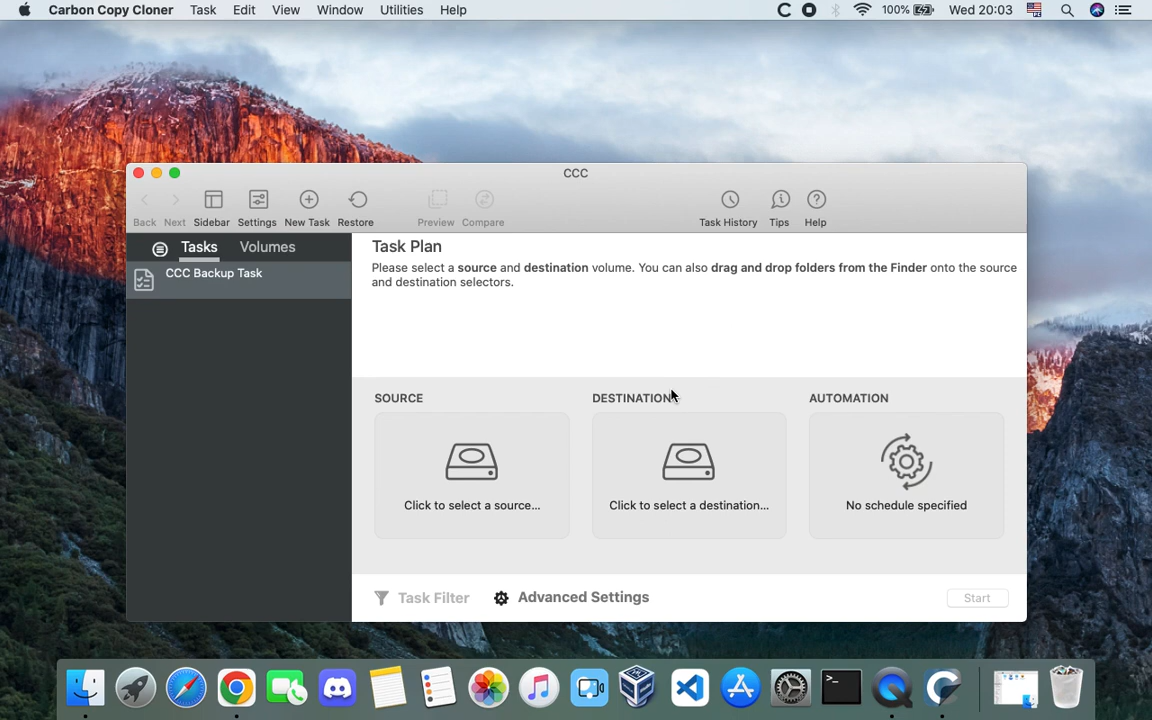 Carbon Copy Cloner Task Edit View Window Utilities Help 100% Wed 20:03
CCC
Back Next Sidebar Settings New Task Restore Preview Compare Task History Tips Help
Tasks Volumes
CCC Backup Task
Task Plan
Please select a source and destination volume. You can also drag and drop folders from the Finder onto the source
and destination selectors.
SOURCE DESTINATION AUTOMATION
Click to select a source... Click to select a destination... No schedule specified
Task Filter Advanced Settings Start